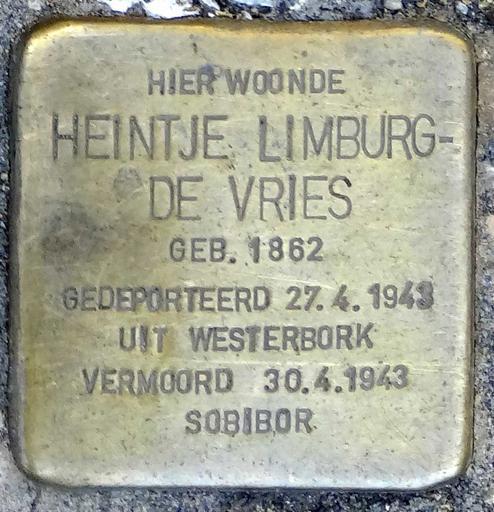 HIER WOONDE
HEINTJE LIMBURG-
DE VRIES
GEB. 1862
GEDEPORTEERD 27.4.1943
UIT WESTERBORK
VERMOORD 30.4.1943
SOBIBOR